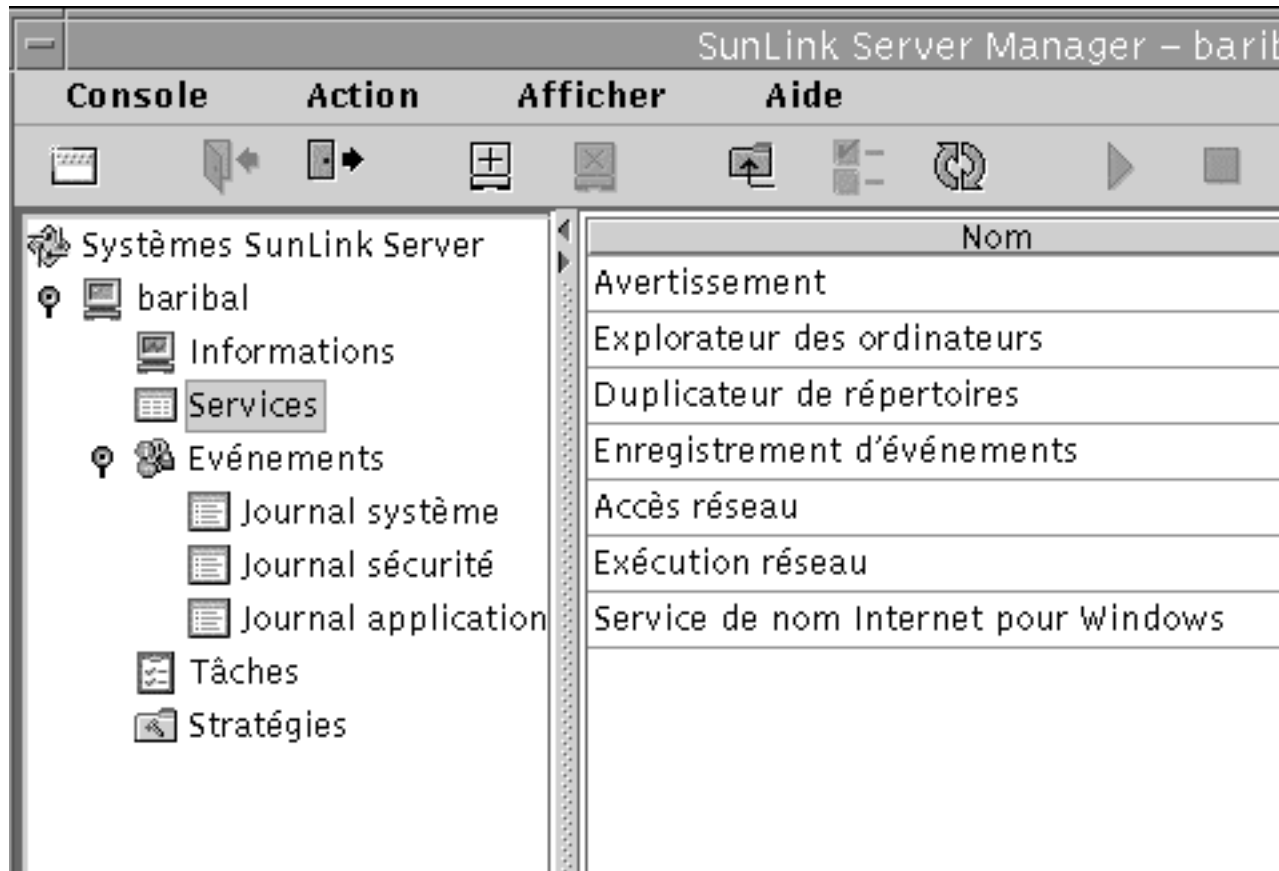 SunLink Server Manager –
Console Action Afficher Aide
Systèmes SunLink Server
baribal
Informations
Services
Evénements
Journal système
Journal sécurité
Journal application
Tâches
Stratégies
Nom
Avertissement
Explorateur des ordinateurs
Duplicateur de répertoires
Enregistrement d'événements
Accès réseau
Exécution réseau
Service de nom Internet pour Windows